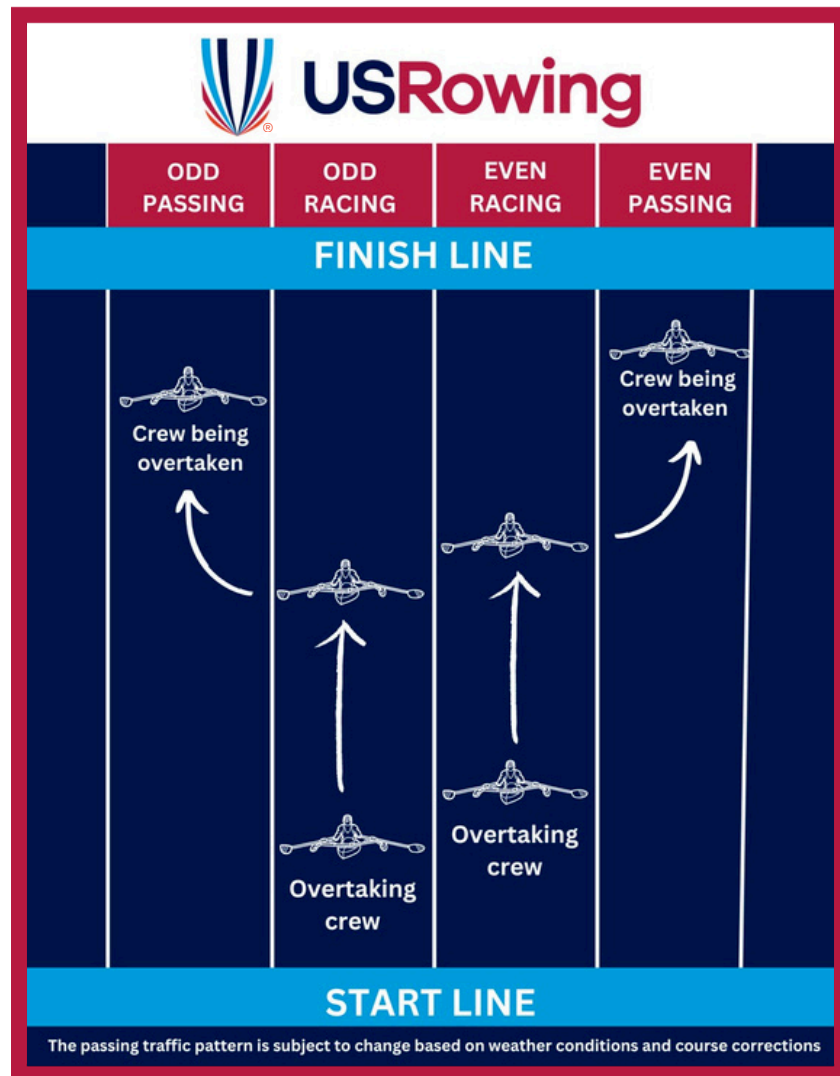 USRowing
®
ODD PASSING
ODD RACING
EVEN RACING
EVEN PASSING
FINISH LINE
Crew being
overtaken
Crew being
overtaken
Overtaking
crew
Overtaking
crew
START LINE
The passing traffic pattern is subject to change based on weather conditions and course corrections